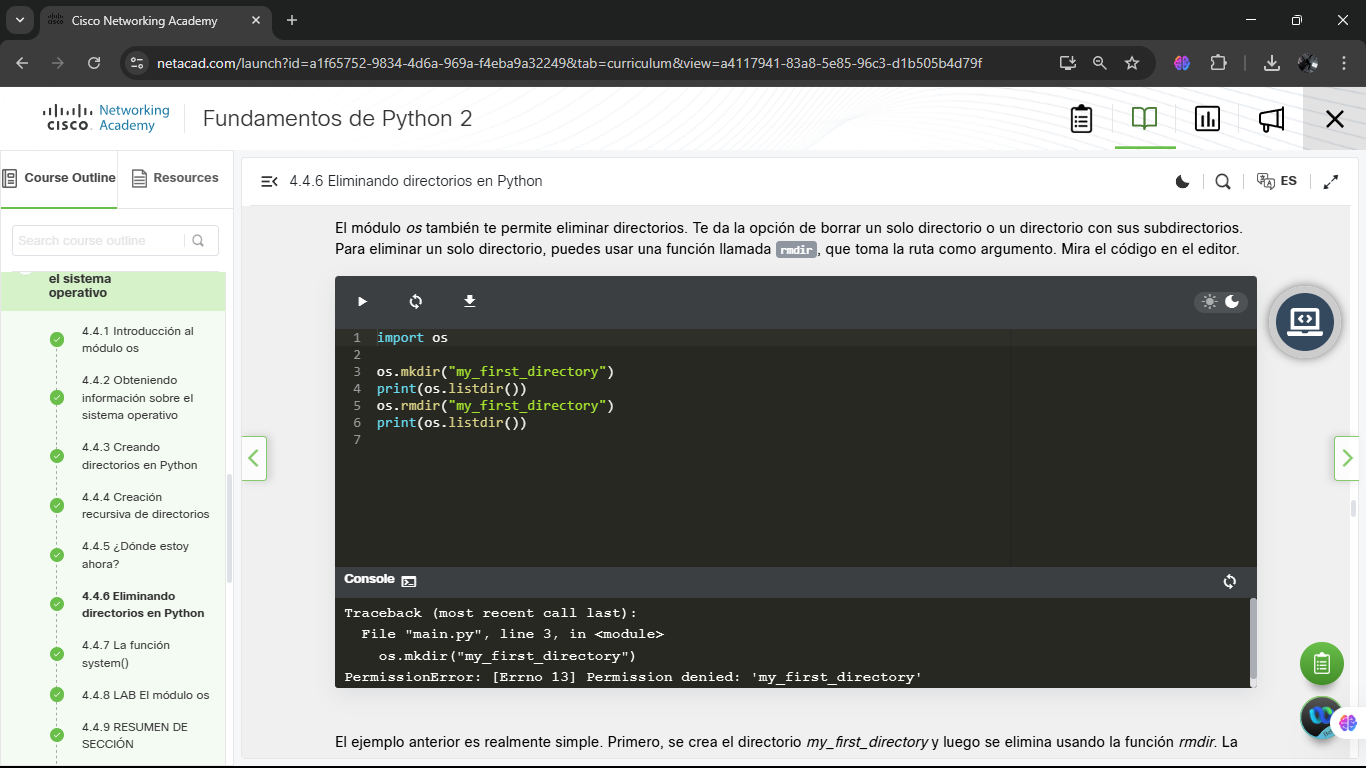 Cisco Networking Academy
netacad.com/launch?id=a1f65752-9834-4d6a-969a-f4eba9a32249&tab=curriculum&view=a4117941-83a8-5e85-96c3-d1b505b4d79f
Networking
CISCO Academy
Fundamentos de Python 2
Course Outline
Resources
Search course outline
el sistema
operativo
4.4.1 Introducción al
módulo os
4.4.2 Obteniendo
información sobre el
sistema operativo
4.4.3 Creando
directorios en Python
4.4.4 Creación
recursiva de directorios
4.4.5 ¿Dónde estoy
ahora?
4.4.6 Eliminando
directorios en Python
4.4.7 La función
system()
4.4.8 LAB El módulo os
4.4.9 RESUMEN DE
SECCIÓN
4.4.6 Eliminando directorios en Python
ES
El módulo os también te permite eliminar directorios. Te da la opción de borrar un solo directorio o un directorio con sus subdirectorios.
Para eliminar un solo directorio, puedes usar una función llamada rmdir, que toma la ruta como argumento. Mira el código en el editor.
1 import os
2
3 os.mkdir("my_first_directory")
4 print(os.listdir())
5 os.rmdir("my_first_directory")
6 print(os.listdir())
7
Console
Traceback (most recent call last):
File "main.py", line 3, in <module>
os.mkdir("my_first_directory")
PermissionError: [Errno 13] Permission denied: 'my_first_directory'
El ejemplo anterior es realmente simple. Primero, se crea el directorio my_first_directory y luego se elimina usando la función rmdir. La